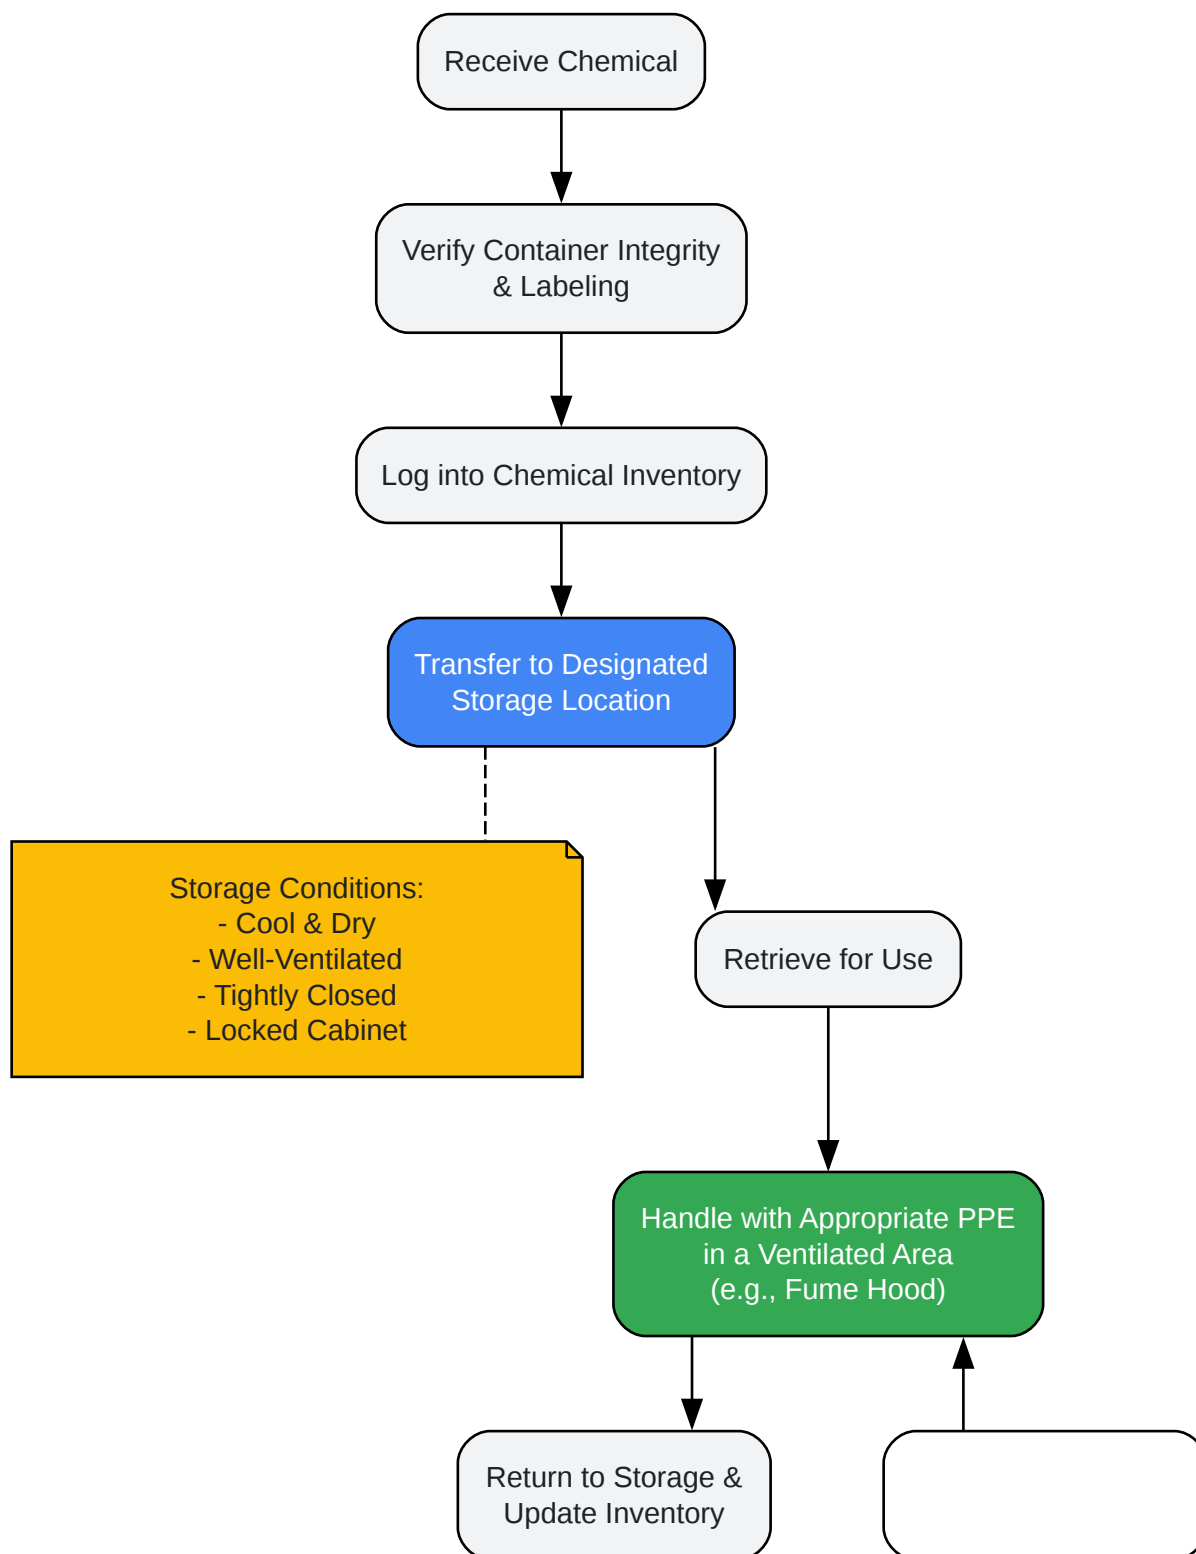 Receive Chemical
Verify Container Integrity
& Labeling
Log into Chemical Inventory
Transfer to Designated
Storage Location
Storage Conditions:
- Cool & Dry
- Well-Ventilated
- Tightly Closed
- Locked Cabinet
Retrieve for Use
Handle with Appropriate PPE
in a Ventilated Area
(e.g., Fume Hood)
Return to Storage &
Update Inventory